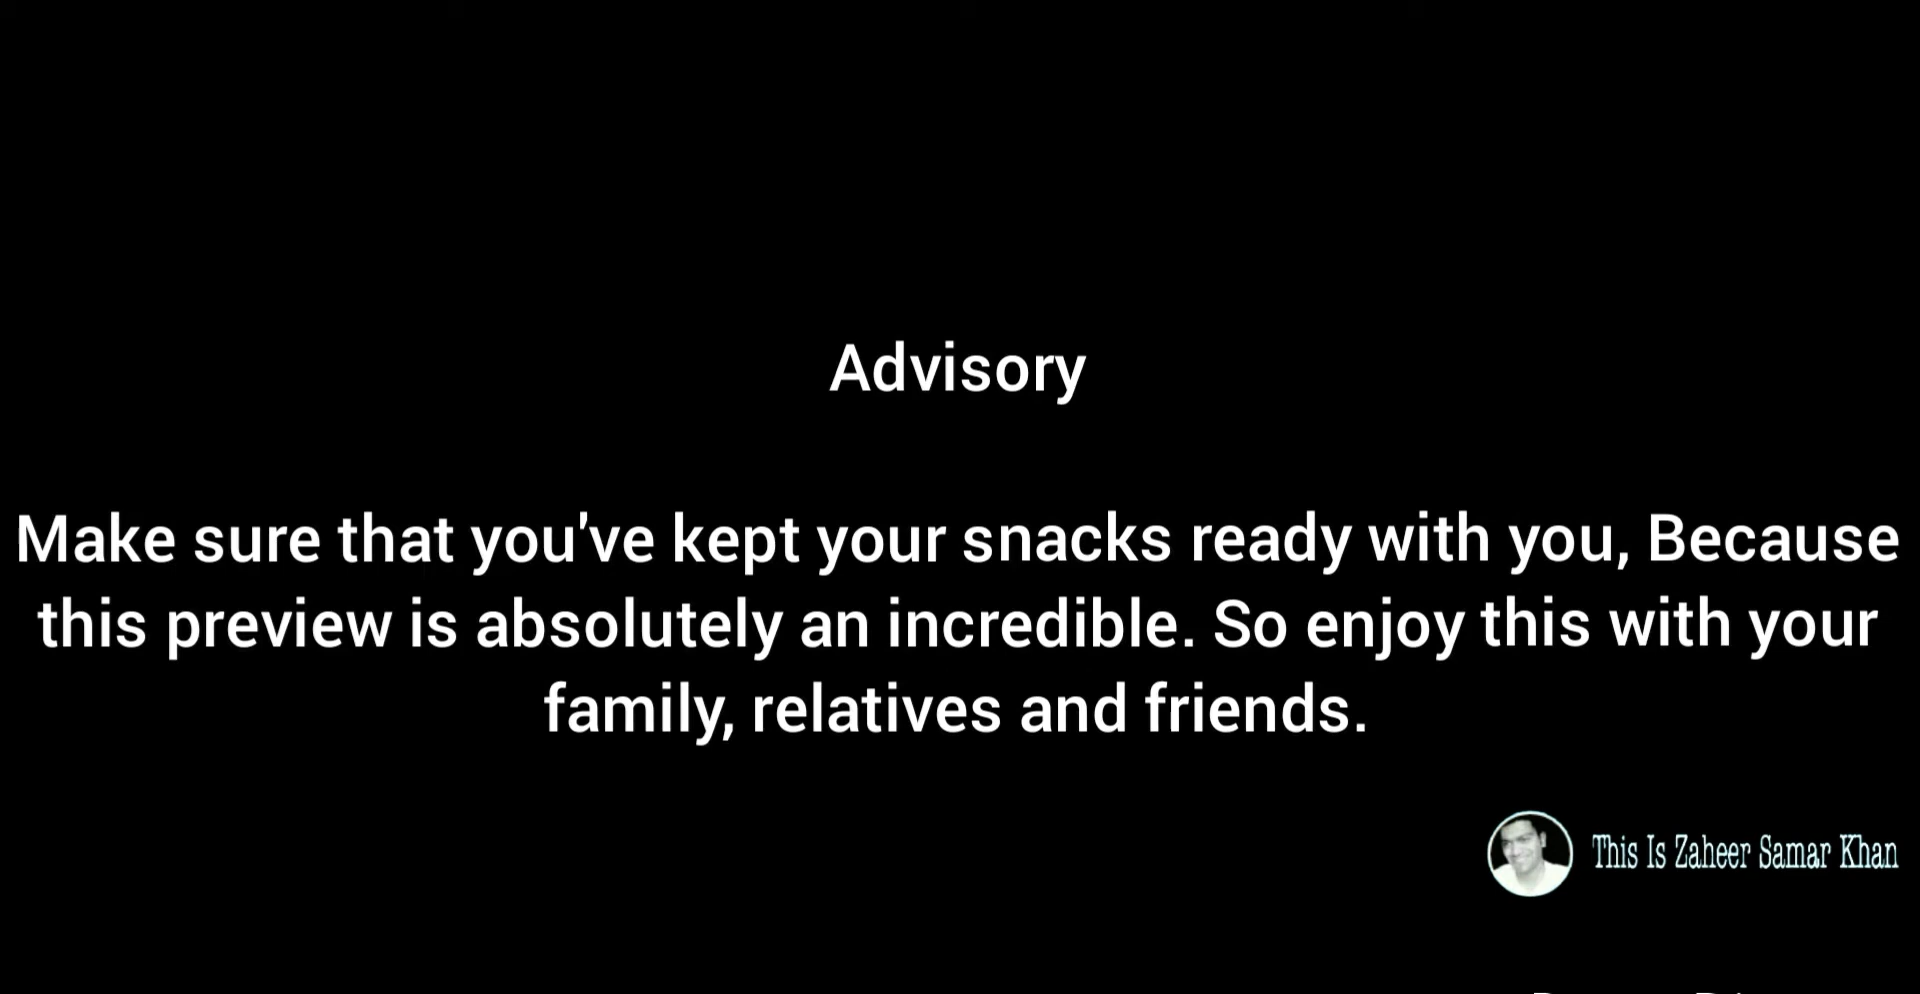 Advisory
Make sure that you've kept your snacks ready with you, Because
this preview is absolutely an incredible. So enjoy this with your
family, relatives and friends.
This Is Zaheer Samar Khan